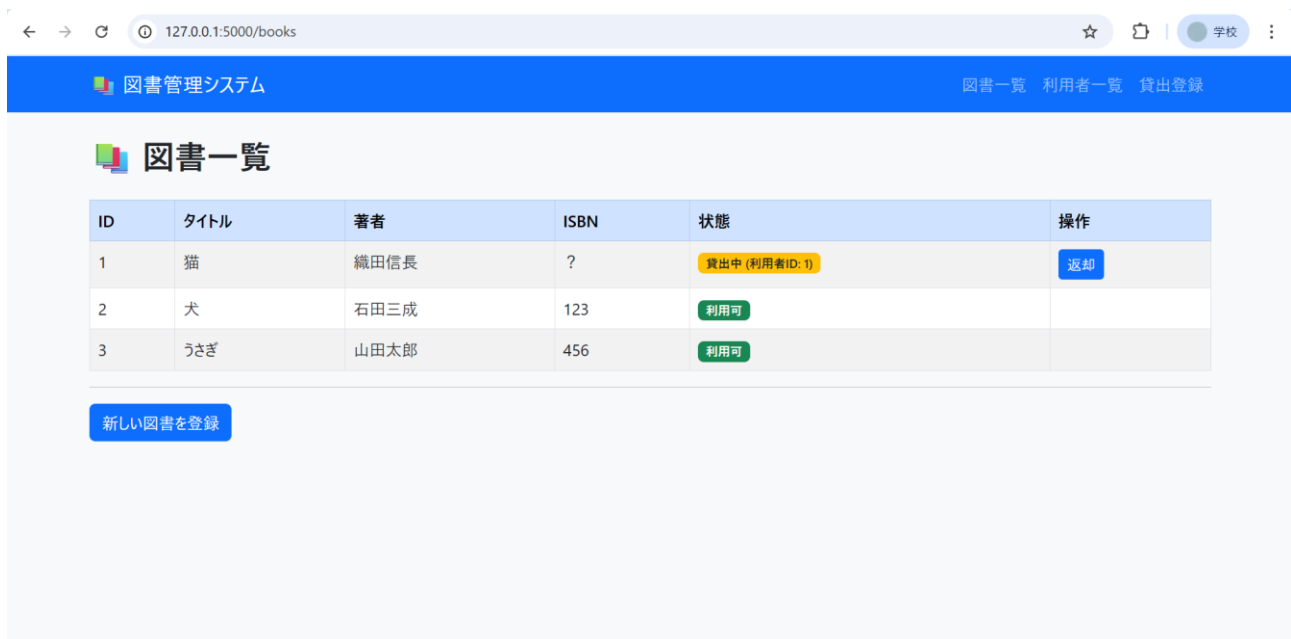 127.0.0.1:5000/books 学校
図書管理システム 図書一覧 利用者一覧 貸出登録
図書一覧
ID タイトル 著者 ISBN 状態 操作
1 猫 織田信長 ? 貸出中 (利用者ID: 1) 返却
2 犬 石田三成 123 利用可
3 うさぎ 山田太郎 456 利用可
新しい図書を登録